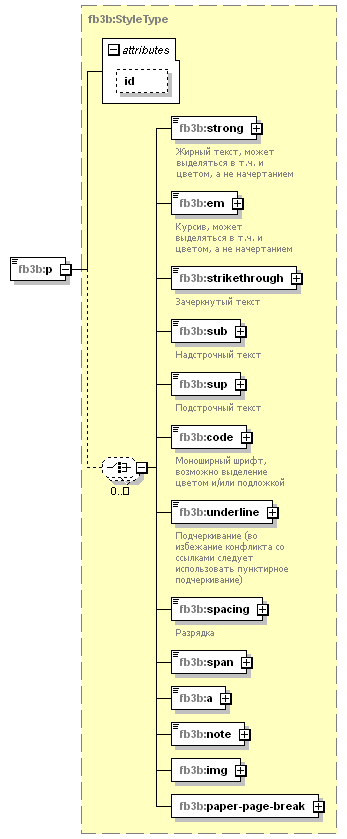 fb3b:StyleType
attributes
id
fb3b:strong
Жирный текст, может
выделяться в т.ч. и
цветом, а не начертанием
fb3b:em
Курсив, может
выделяться в т.ч. и
цветом, а не начертанием
fb3b:p
fb3b:strikethrough
Зачеркнутый текст
fb3b:sub
Надстрочный текст
fb3b:sup
Подстрочный текст
fb3b:code
Моноширный шрифт,
возможно выделение
цветом и/или подложкой
0..
fb3b:underline
Подчеркивание (во
избежание конфликта со
ссылками следует
использовать пунктирное
подчеркивание)
fb3b:spacing
Разрядка
fb3b:span
fb3b:a
fb3b:note
fb3b:img
fb3b:paper-page-break